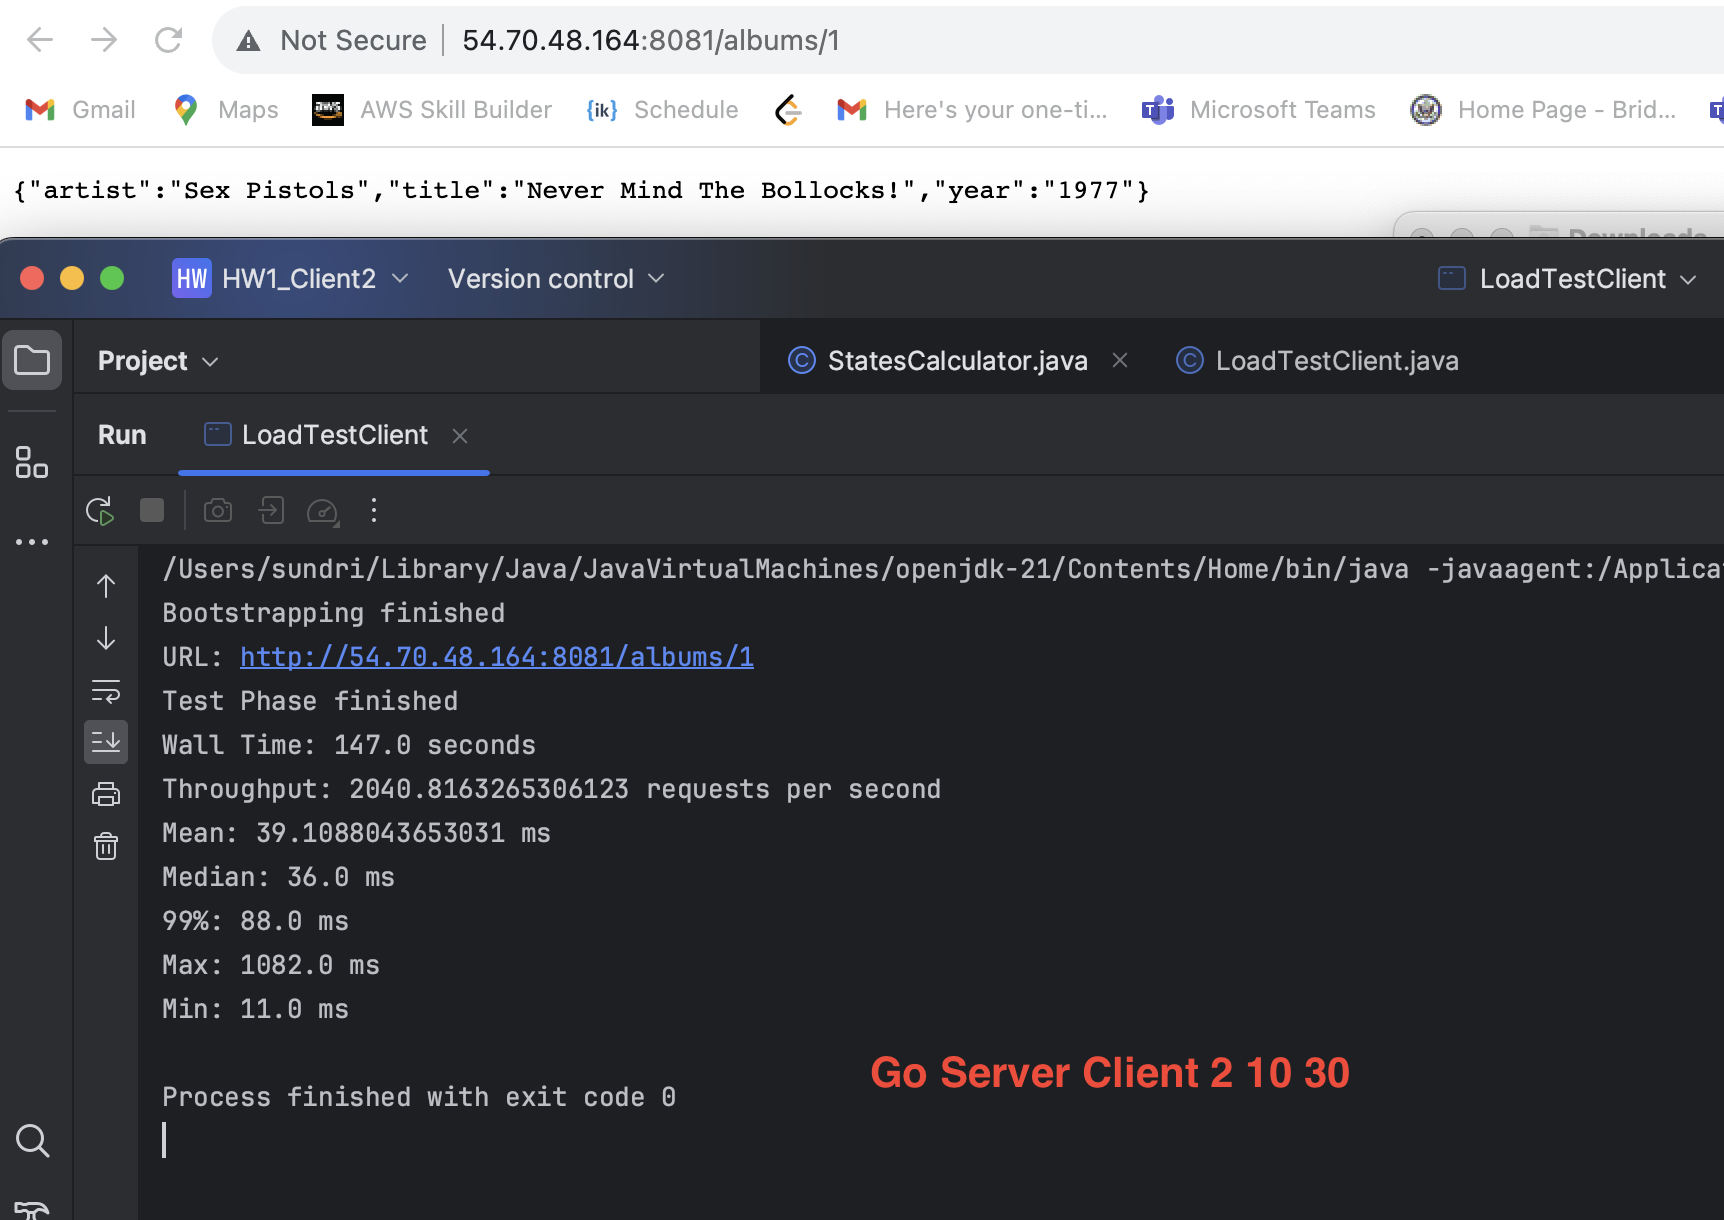 Not Secure 54.70.48.164:8081/albums/1
Gmail Maps AWS Skill Builder {ik} Schedule Here's your one-ti... Microsoft Teams Home Page - Brid...
{"artist":"Sex Pistols","title":"Never Mind The Bollocks!","year":"1977"}
Downloads
HW HW1_Client2 Version control LoadTestClient
Project StatesCalculator.java LoadTestClient.java
Run LoadTestClient
/Users/sundri/Library/Java/JavaVirtualMachines/openjdk-21/Contents/Home/bin/java -javaagent:/Applica
Bootstrapping finished
URL: http://54.70.48.164:8081/albums/1
Test Phase finished
Wall Time: 147.0 seconds
Throughput: 2040.8163265306123 requests per second
Mean: 39.1088043653031 ms
Median: 36.0 ms
99%: 88.0 ms
Max: 1082.0 ms
Min: 11.0 ms
Go Server Client 2 10 30
Process finished with exit code 0